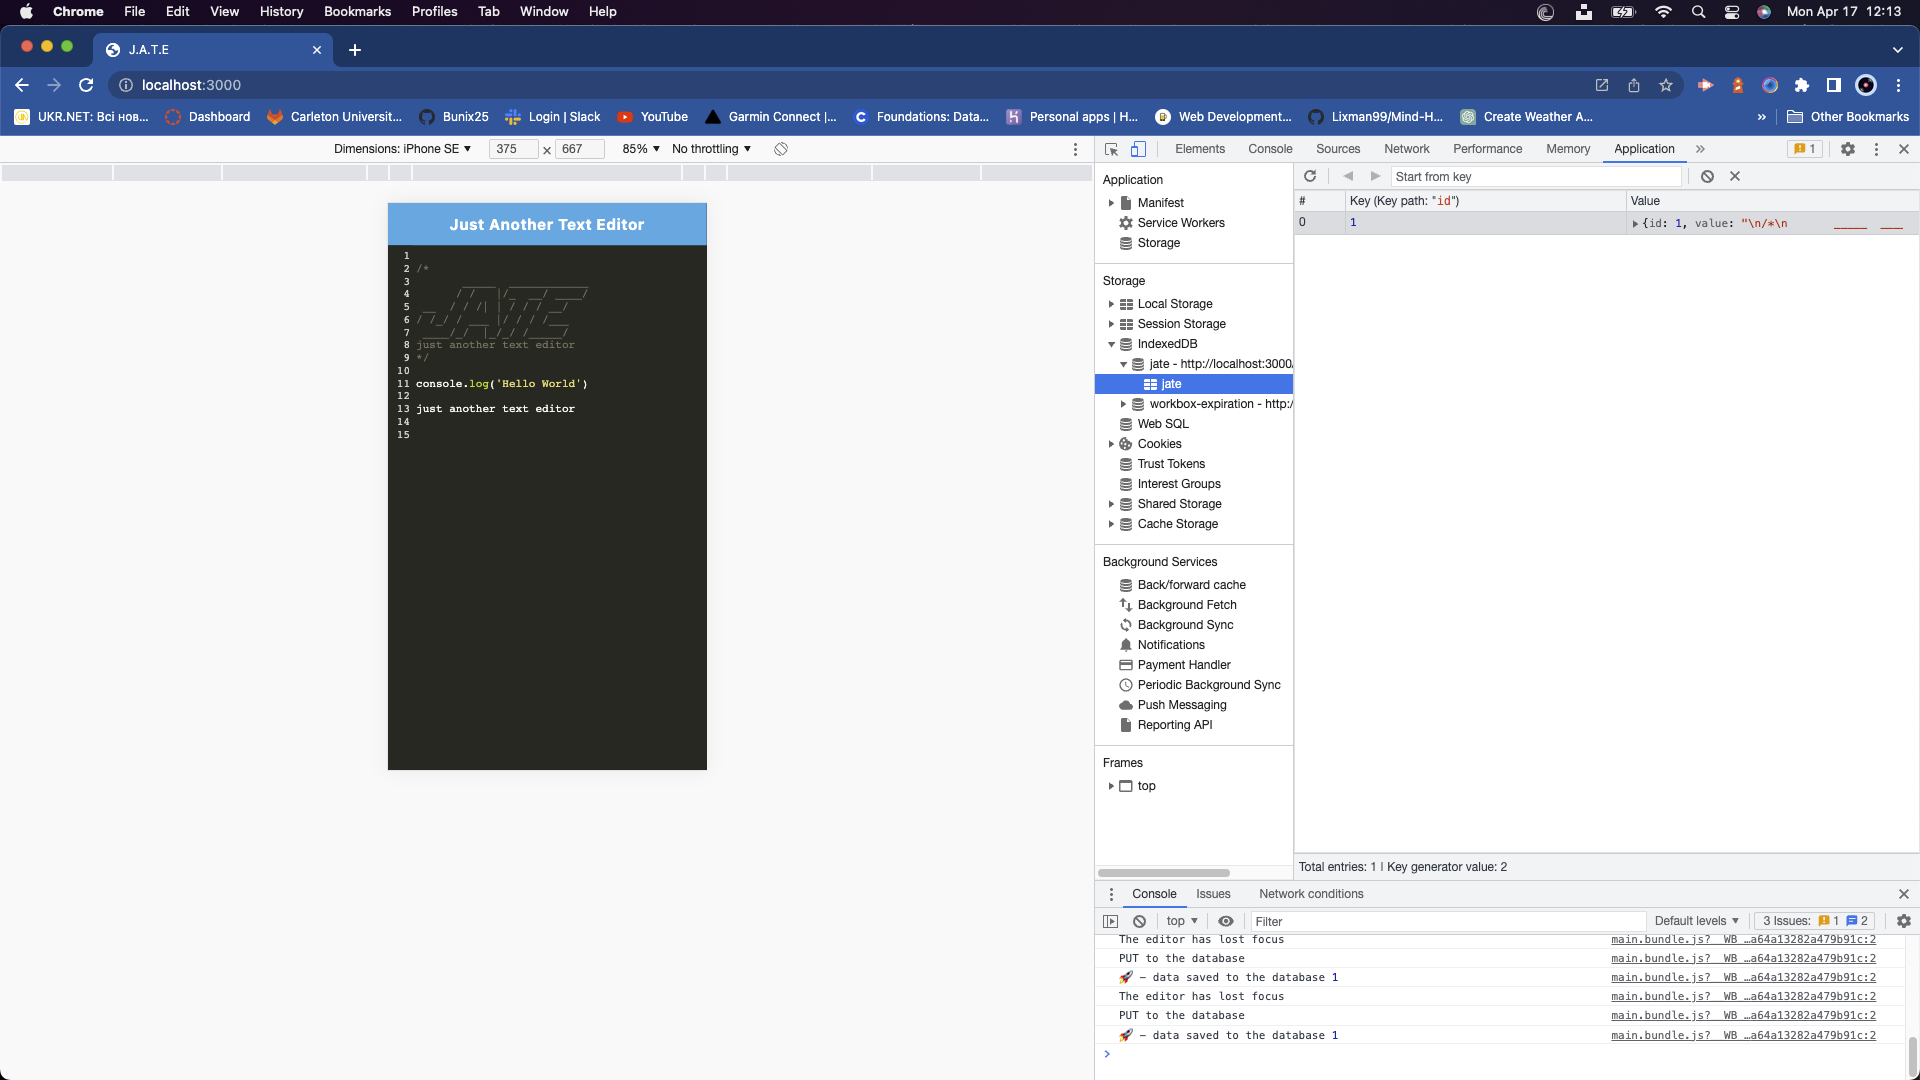 Chrome File Edit View History Bookmarks Profiles Tab Window Help Mon Apr 17 12:13
J.A.T.E
localhost:3000
UKR.NET: Всі нов... Dashboard Carleton Universit... Bunix25 Login | Slack YouTube Garmin Connect |... Foundations: Data... Personal apps | H... Web Development... Lixman99/Mind-H... Create Weather A... » Other Bookmarks
Dimensions: iPhone SE 375 × 667 85% No throttling
Elements Console Sources Network Performance Memory Application » 1
Just Another Text Editor
1
2 /*
3 _____ ____________
4 / / |/_ __/ ____/
5 __ / / /| | / / / __/
6 / /_/ / ___ |/ / / /___
7 ____/_/ |_/_/ /_____/
8 just another text editor
9 */
10
11 console.log('Hello World')
12
13 just another text editor
14
15
Application
Manifest
Service Workers
Storage
Storage
Local Storage
Session Storage
IndexedDB
jate - http://localhost:3000/
jate
workbox-expiration - http:/
Web SQL
Cookies
Trust Tokens
Interest Groups
Shared Storage
Cache Storage
Background Services
Back/forward cache
Background Fetch
Background Sync
Notifications
Payment Handler
Periodic Background Sync
Push Messaging
Reporting API
Frames
top
Start from key
# Key (Key path: "id") Value
0 1 {id: 1, value: "\n/*\n _____ ___
Total entries: 1 | Key generator value: 2
Console Issues Network conditions
top Filter Default levels 3 Issues: 1 2
The editor has lost focus main.bundle.js?__WB_…a64a13282a479b91c:2
PUT to the database main.bundle.js?__WB_…a64a13282a479b91c:2
🚀 – data saved to the database 1 main.bundle.js?__WB_…a64a13282a479b91c:2
The editor has lost focus main.bundle.js?__WB_…a64a13282a479b91c:2
PUT to the database main.bundle.js?__WB_…a64a13282a479b91c:2
🚀 – data saved to the database 1 main.bundle.js?__WB_…a64a13282a479b91c:2